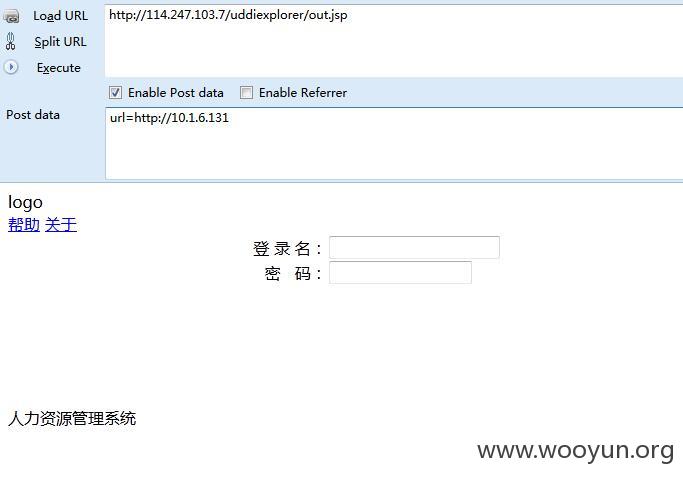 Load URL
http://114.247.103.7/uddiexplorer/out.jsp
Split URL
Execute
Enable Post data Enable Referrer
Post data
url=http://10.1.6.131
logo
帮助 关于
登 录 名：
密 码：
人力资源管理系统
www.wooyun.org